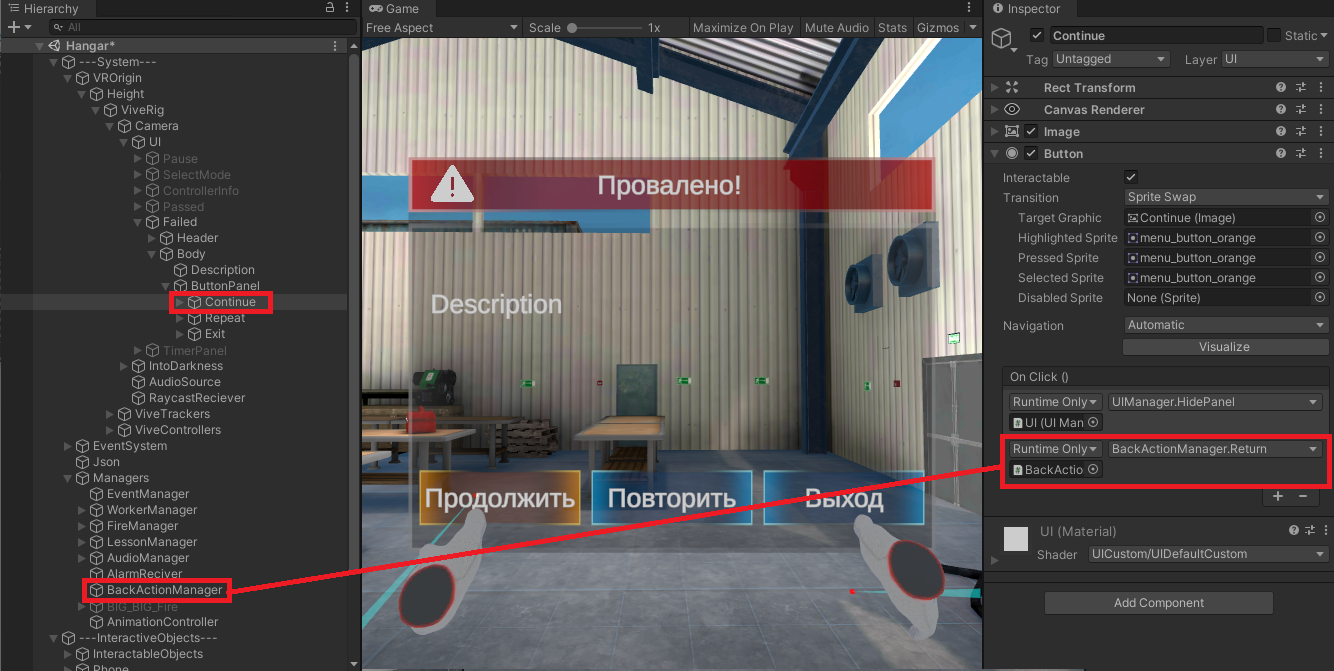 Hierarchy
All
Hangar*
---System---
VROrigin
Height
ViveRig
Camera
UI
Pause
SelectMode
ControllerInfo
Passed
Failed
Header
Body
Description
ButtonPanel
Continue
Repeat
Exit
TimerPanel
IntoDarkness
AudioSource
RaycastReciever
ViveTrackers
ViveControllers
EventSystem
Json
Managers
EventManager
WorkerManager
FireManager
LessonManager
AudioManager
AlarmReciver
BackActionManager
BIG_BIG_Fire
AnimationController
---InteractiveObjects---
InteractableObjects
Phone
Game
Free Aspect Scale 1x Maximize On Play Mute Audio Stats Gizmos
Провалено!
Description
Продолжить Повторить Выход
Inspector
Continue Static
Tag Untagged Layer UI
Rect Transform
Canvas Renderer
Image
Button
Interactable
Transition Sprite Swap
Target Graphic Continue (Image)
Highlighted Sprite menu_button_orange
Pressed Sprite menu_button_orange
Selected Sprite menu_button_orange
Disabled Sprite None (Sprite)
Navigation Automatic
Visualize
On Click ()
Runtime Only UIManager.HidePanel
UI (UI Man
Runtime Only BackActionManager.Return
BackActio
UI (Material)
Shader UICustom/UIDefaultCustom
Add Component